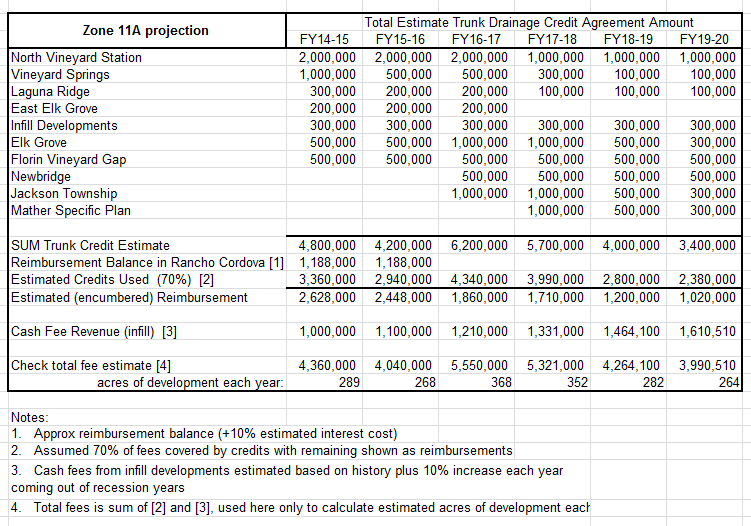 Zone 11A projection
Total Estimate Trunk Drainage Credit Agreement Amount
FY14-15 FY15-16 FY16-17 FY17-18 FY18-19 FY19-20
North Vineyard Station 2,000,000 2,000,000 2,000,000 1,000,000 1,000,000 1,000,000
Vineyard Springs 1,000,000 500,000 500,000 300,000 100,000 100,000
Laguna Ridge 300,000 200,000 200,000 100,000 100,000 100,000
East Elk Grove 200,000 200,000 200,000
Infill Developments 300,000 300,000 300,000 300,000 300,000 300,000
Elk Grove 500,000 500,000 1,000,000 1,000,000 500,000 300,000
Florin Vineyard Gap 500,000 500,000 500,000 500,000 500,000 500,000
Newbridge 500,000 500,000 500,000 500,000
Jackson Township 1,000,000 1,000,000 500,000 300,000
Mather Specific Plan 1,000,000 500,000 300,000
SUM Trunk Credit Estimate 4,800,000 4,200,000 6,200,000 5,700,000 4,000,000 3,400,000
Reimbursement Balance in Rancho Cordova [1] 1,188,000 1,188,000
Estimated Credits Used (70%) [2] 3,360,000 2,940,000 4,340,000 3,990,000 2,800,000 2,380,000
Estimated (encumbered) Reimbursement 2,628,000 2,448,000 1,860,000 1,710,000 1,200,000 1,020,000
Cash Fee Revenue (infill) [3] 1,000,000 1,100,000 1,210,000 1,331,000 1,464,100 1,610,510
Check total fee estimate [4] 4,360,000 4,040,000 5,550,000 5,321,000 4,264,100 3,990,510
acres of development each year: 289 268 368 352 282 264
Notes:
1. Approx reimbursement balance (+10% estimated interest cost)
2. Assumed 70% of fees covered by credits with remaining shown as reimbursements
3. Cash fees from infill developments estimated based on history plus 10% increase each year
coming out of recession years
4. Total fees is sum of [2] and [3], used here only to calculate estimated acres of development each